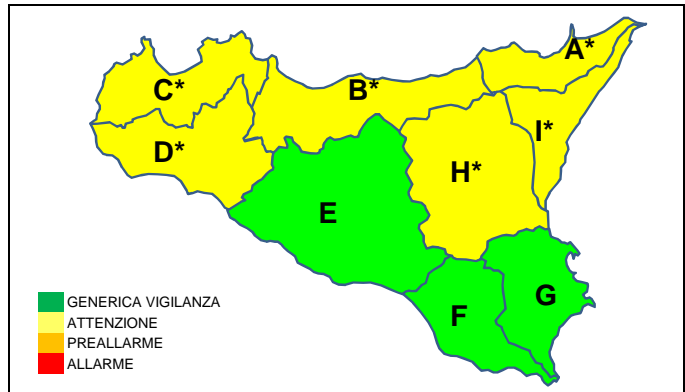 A*
B*
C*
I*
D*
H*
E
G
F
GENERICA VIGILANZA
ATTENZIONE
PREALLARME
ALLARME